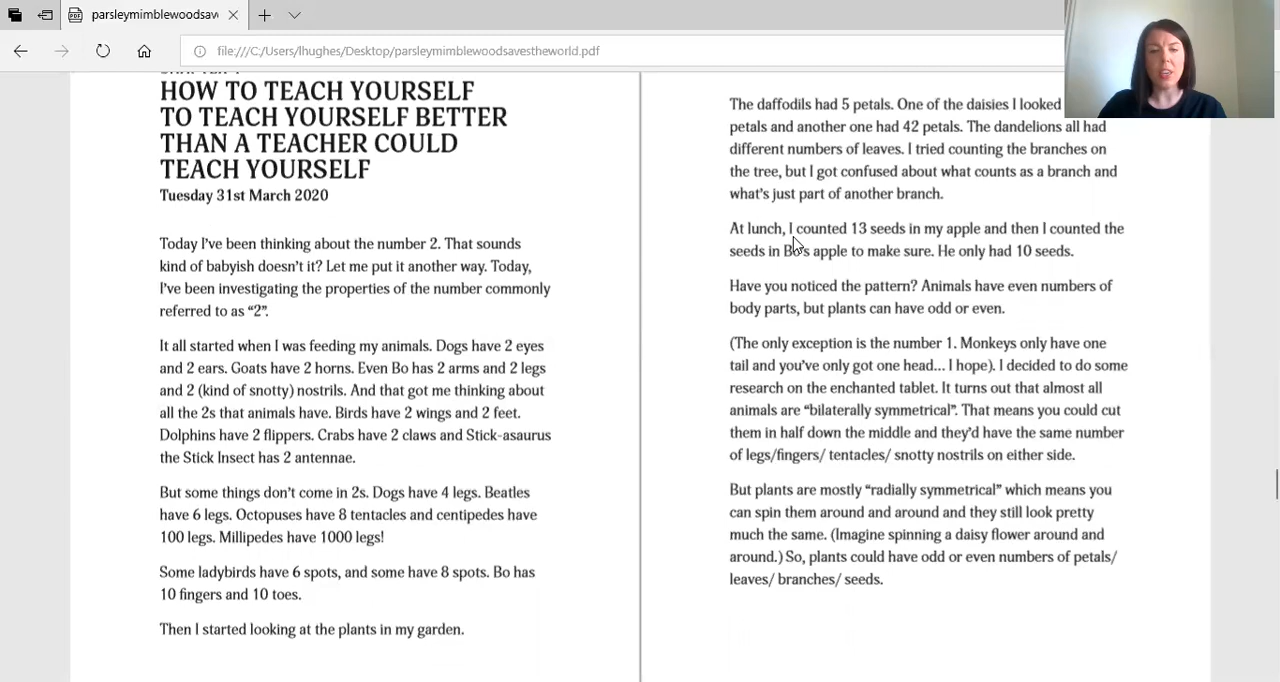 parsleymimblewoodsav
file:///C:/Users/lhughes/Desktop/parsleymimblewoodsavestheworld.pdf
HOW TO TEACH YOURSELF
TO TEACH YOURSELF BETTER
THAN A TEACHER COULD
TEACH YOURSELF
Tuesday 31st March 2020
Today I've been thinking about the number 2. That sounds
kind of babyish doesn't it? Let me put it another way. Today,
I've been investigating the properties of the number commonly
referred to as “2”.
It all started when I was feeding my animals. Dogs have 2 eyes
and 2 ears. Goats have 2 horns. Even Bo has 2 arms and 2 legs
and 2 (kind of snotty) nostrils. And that got me thinking about
all the 2s that animals have. Birds have 2 wings and 2 feet.
Dolphins have 2 flippers. Crabs have 2 claws and Stick-asaurus
the Stick Insect has 2 antennae.
But some things don't come in 2s. Dogs have 4 legs. Beatles
have 6 legs. Octopuses have 8 tentacles and centipedes have
100 legs. Millipedes have 1000 legs!
Some ladybirds have 6 spots, and some have 8 spots. Bo has
10 fingers and 10 toes.
Then I started looking at the plants in my garden.
The daffodils had 5 petals. One of the daisies I looked
petals and another one had 42 petals. The dandelions all had
different numbers of leaves. I tried counting the branches on
the tree, but I got confused about what counts as a branch and
what's just part of another branch.
At lunch, I counted 13 seeds in my apple and then I counted the
seeds in Bo's apple to make sure. He only had 10 seeds.
Have you noticed the pattern? Animals have even numbers of
body parts, but plants can have odd or even.
(The only exception is the number 1. Monkeys only have one
tail and you've only got one head... I hope). I decided to do some
research on the enchanted tablet. It turns out that almost all
animals are “bilaterally symmetrical”. That means you could cut
them in half down the middle and they'd have the same number
of legs/fingers/ tentacles/ snotty nostrils on either side.
But plants are mostly “radially symmetrical” which means you
can spin them around and around and they still look pretty
much the same. (Imagine spinning a daisy flower around and
around.) So, plants could have odd or even numbers of petals/
leaves/ branches/ seeds.